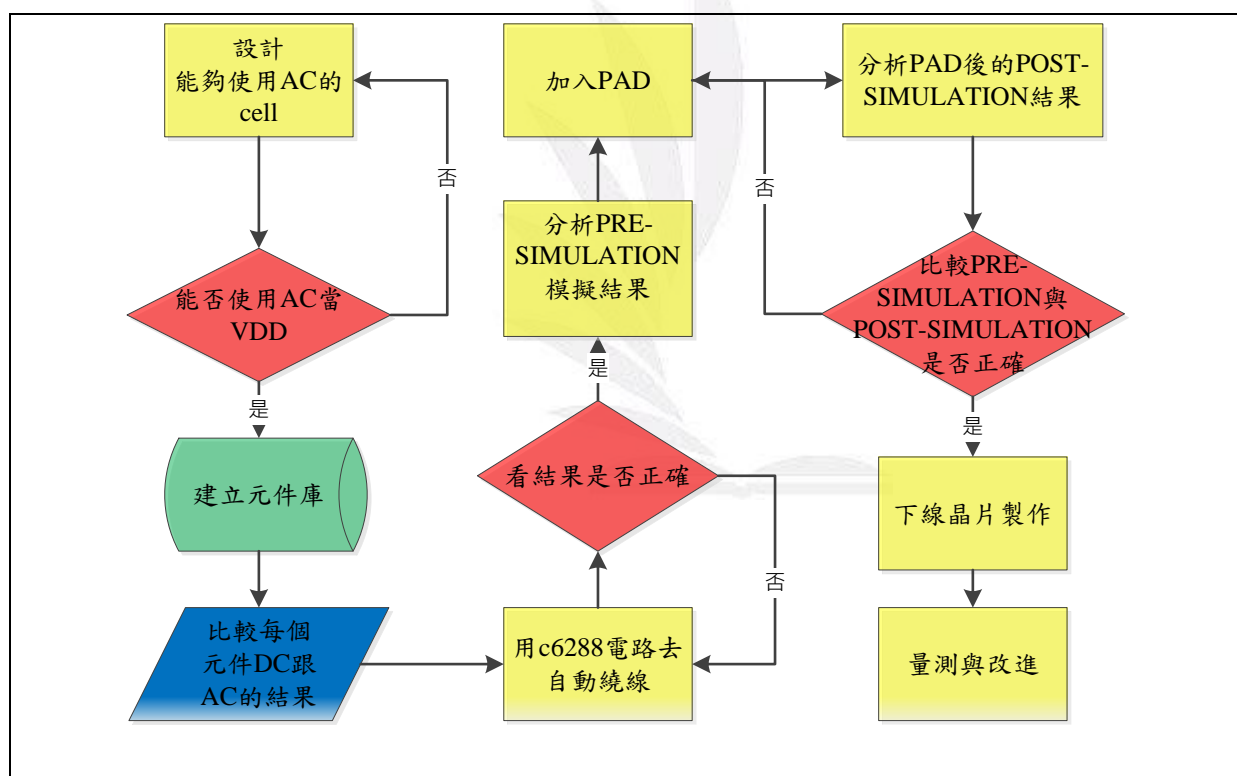 設計
能夠使用AC的
cell
否
能否使用AC當
VDD
是
建立元件庫
比較每個
元件DC跟
AC的結果
用c6288電路去
自動繞線
否
看結果是否正確
是
分析PRE-
SIMULATION
模擬結果
加入PAD
分析PAD後的POST-
SIMULATION結果
否
比較PRE-
SIMULATION與
POST-SIMULATION
是否正確
是
下線晶片製作
量測與改進